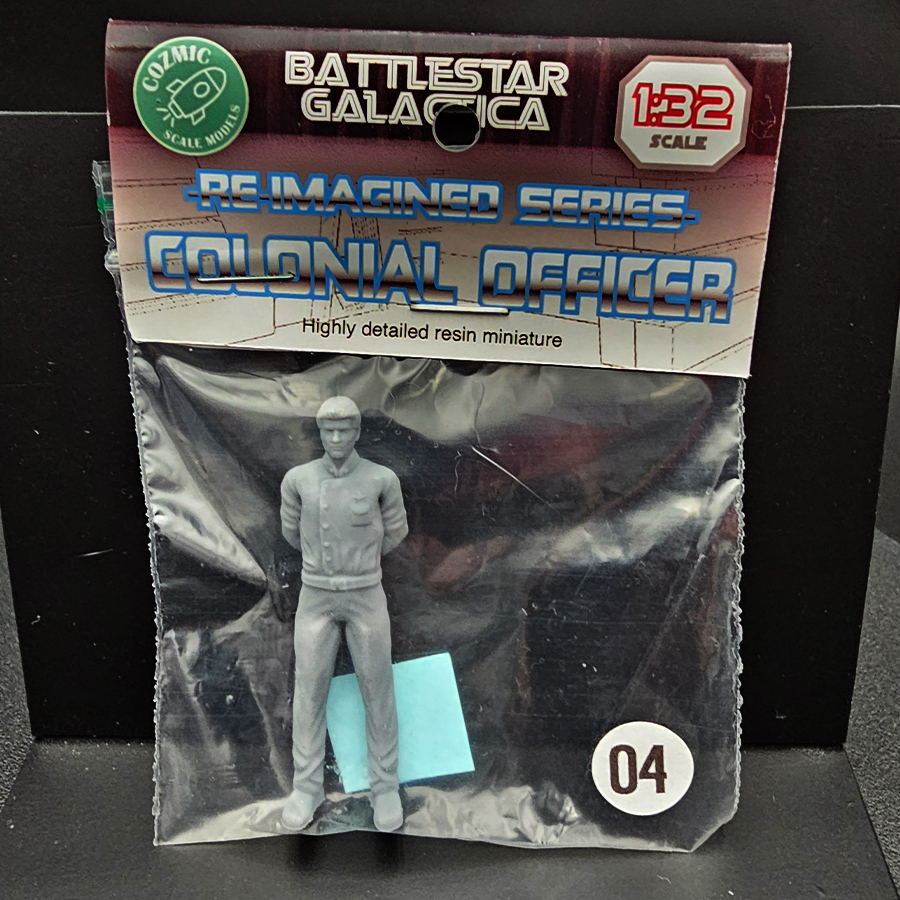 COZMIC
SCALE MODELS
BATTLESTAR
GALACTICA
1:32
SCALE
-RE-IMAGINED SERIES-
COLONIAL OFFICER
Highly detailed resin miniature
04